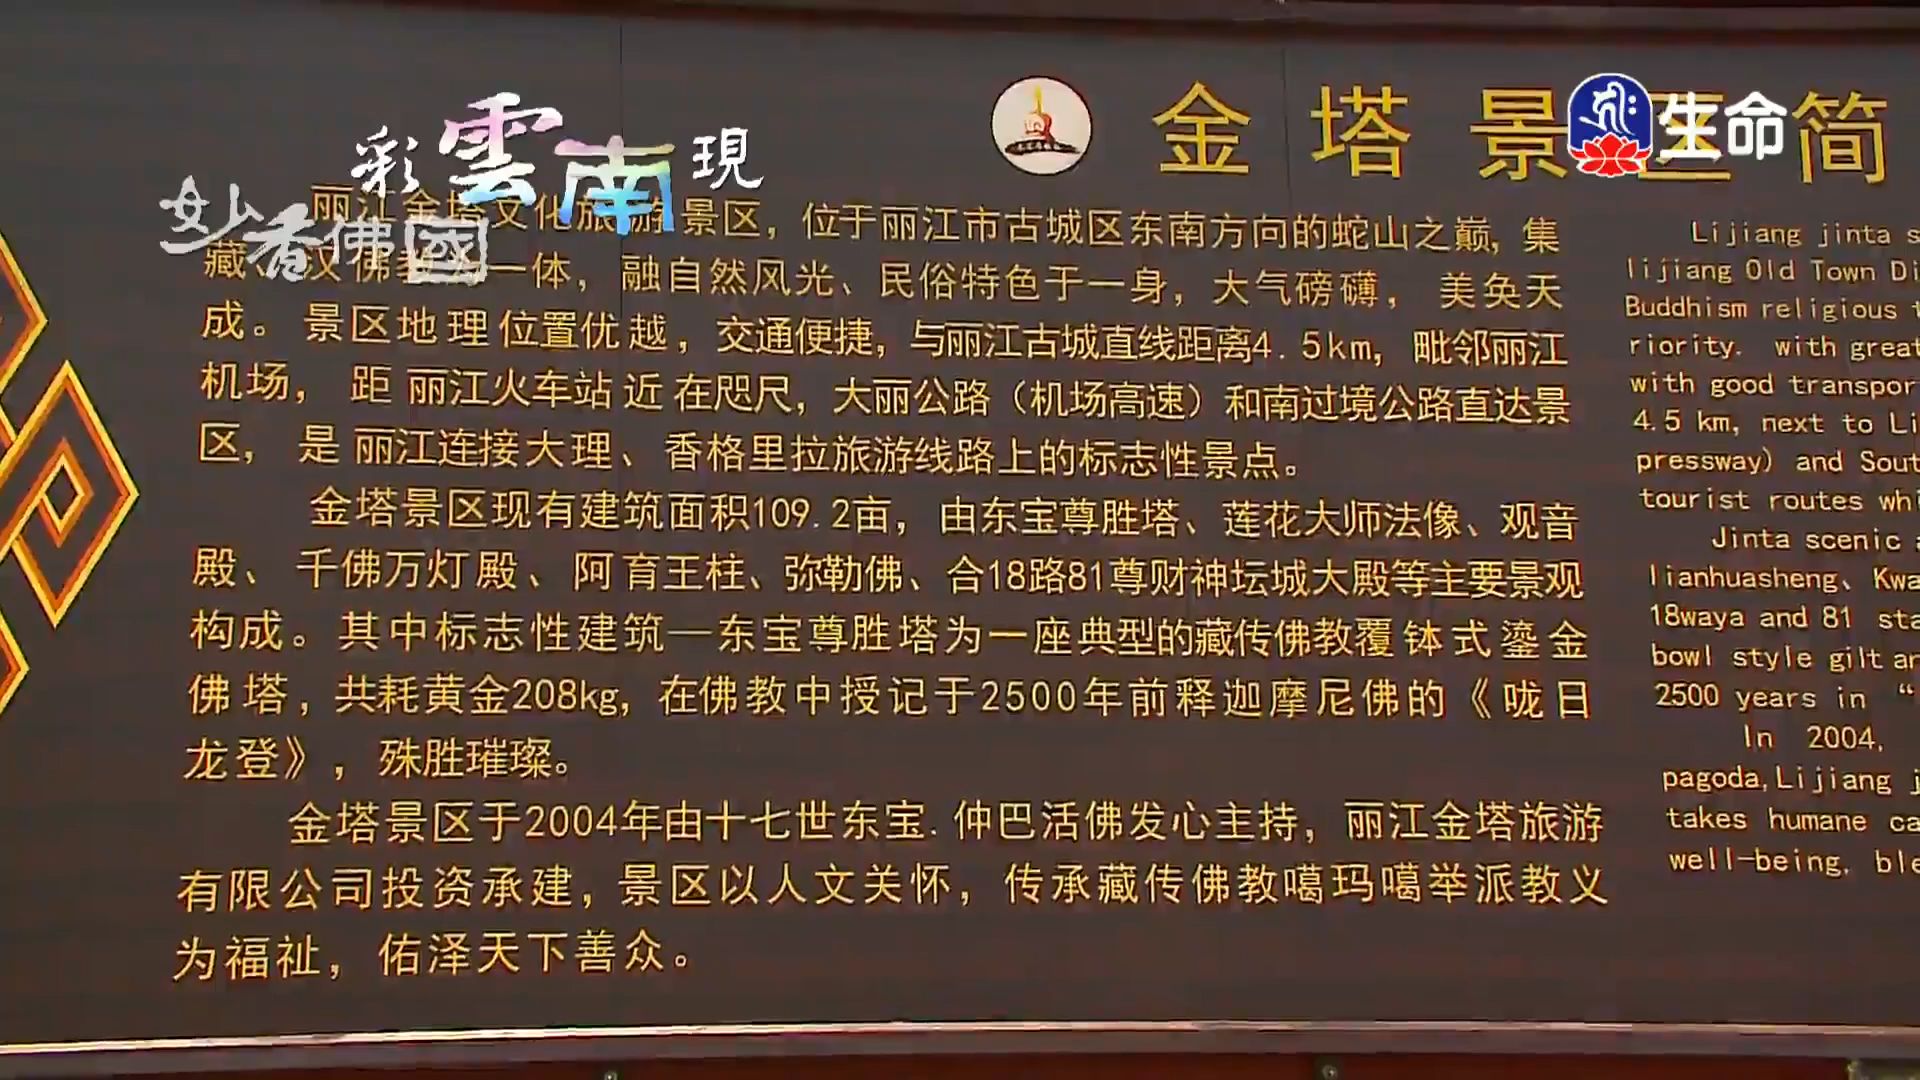 彩雲南現
妙香佛國
生命
金塔景区简
丽江金塔文化旅游景区，位于丽江市古城区东南方向的蛇山之巅，集
藏、汉佛教为一体，融自然风光、民俗特色于一身，大气磅礴，美奂天
成。景区地理位置优越，交通便捷，与丽江古城直线距离4.5km，毗邻丽江
机场，距丽江火车站近在咫尺，大丽公路（机场高速）和南过境公路直达景
区，是丽江连接大理、香格里拉旅游线路上的标志性景点。
金塔景区现有建筑面积109.2亩，由东宝尊胜塔、莲花大师法像、观音
殿、千佛万灯殿、阿育王柱、弥勒佛、合18路81尊财神坛城大殿等主要景观
构成。其中标志性建筑—东宝尊胜塔为一座典型的藏传佛教覆钵式鎏金
佛塔，共耗黄金208kg，在佛教中授记于2500年前释迦摩尼佛的《咙日
龙登》，殊胜璀璨。
金塔景区于2004年由十七世东宝.仲巴活佛发心主持，丽江金塔旅游
有限公司投资承建，景区以人文关怀，传承藏传佛教噶玛噶举派教义
为福祉，佑泽天下善众。
Lijiang jinta s
lijiang Old Town Di
Buddhism religious t
riority. with great
with good transpor
4.5 km, next to Li
pressway) and Sout
tourist routes whi
Jinta scenic a
lianhuasheng、Kwa
18waya and 81 sta
bowl style gilt an
2500 years in “
In 2004,
pagoda,Lijiang j
takes humane ca
well-being, ble